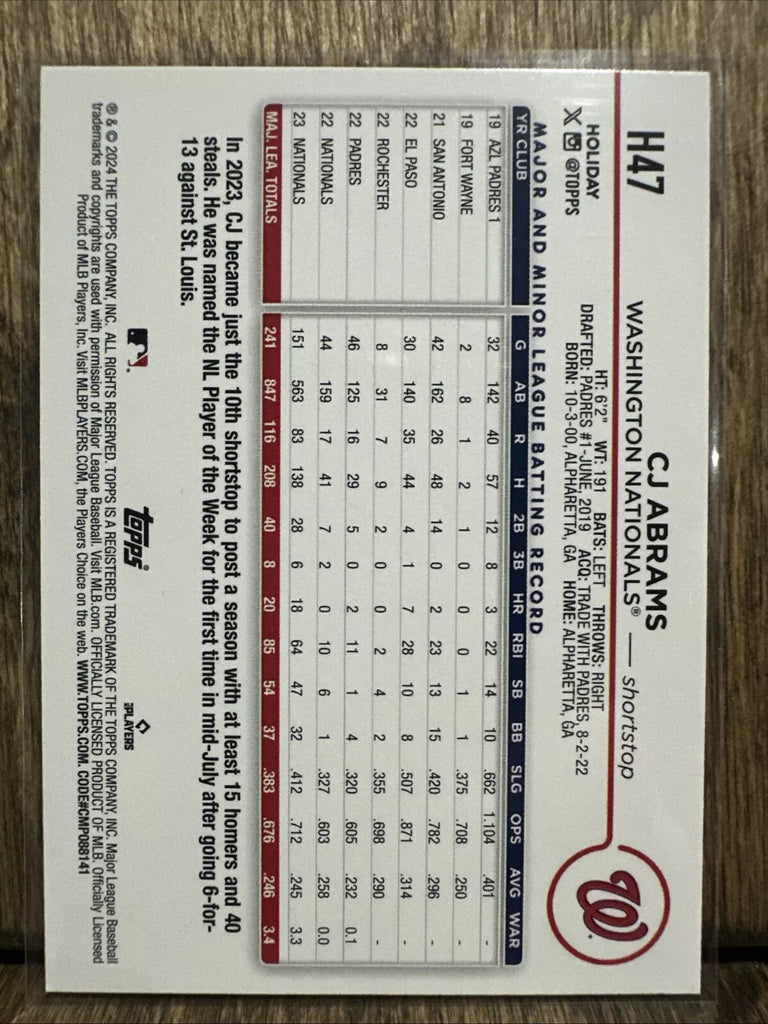 H47
CJ ABRAMS
WASHINGTON NATIONALS® — shortstop
HOLIDAY
@TOPPS
HT: 6'2" WT: 191 BATS: LEFT THROWS: RIGHT
DRAFTED: PADRES #1-JUNE, 2019 ACQ: TRADE WITH PADRES, 8-2-22
BORN: 10-3-00, ALPHARETTA, GA HOME: ALPHARETTA, GA
W
MAJOR AND MINOR LEAGUE BATTING RECORD
YR CLUB G AB R H 2B 3B HR RBI SB BB SLG OPS AVG WAR
19 AZL PADRES 1 32 142 40 57 12 8 3 22 14 10 .662 1.104 .401 -
19 FORT WAYNE 2 8 1 2 1 0 0 0 1 1 .375 .708 .250 -
21 SAN ANTONIO 42 162 26 48 14 0 2 23 13 15 .420 .782 .296 -
22 EL PASO 30 140 35 44 4 1 7 28 10 8 .507 .871 .314 -
22 ROCHESTER 8 31 7 9 2 0 0 2 4 2 .355 .698 .290 -
22 PADRES 46 125 16 29 5 0 2 11 1 4 .320 .605 .232 0.1
22 NATIONALS 44 159 17 41 7 2 0 10 6 1 .327 .603 .258 0.0
23 NATIONALS 151 563 83 138 28 6 18 64 47 32 .412 .712 .245 3.3
MAJ. LEA. TOTALS 241 847 116 208 40 8 20 85 54 37 .383 .676 .246 3.4
In 2023, CJ became just the 10th shortstop to post a season with at least 15 homers and 40
steals. He was named the NL Player of the Week for the first time in mid-July after going 6-for-
13 against St. Louis.
topps
PLAYERS
® & © 2024 THE TOPPS COMPANY, INC. ALL RIGHTS RESERVED. TOPPS IS A REGISTERED TRADEMARK OF THE TOPPS COMPANY, INC. Major League Baseball
trademarks and copyrights are used with permission of Major League Baseball. Visit MLB.com. OFFICIALLY LICENSED PRODUCT OF MLB. Officially Licensed
Product of MLB Players, Inc. Visit MLBPLAYERS.COM, the Players Choice on the web. WWW.TOPPS.COM. CODE#CMP088141